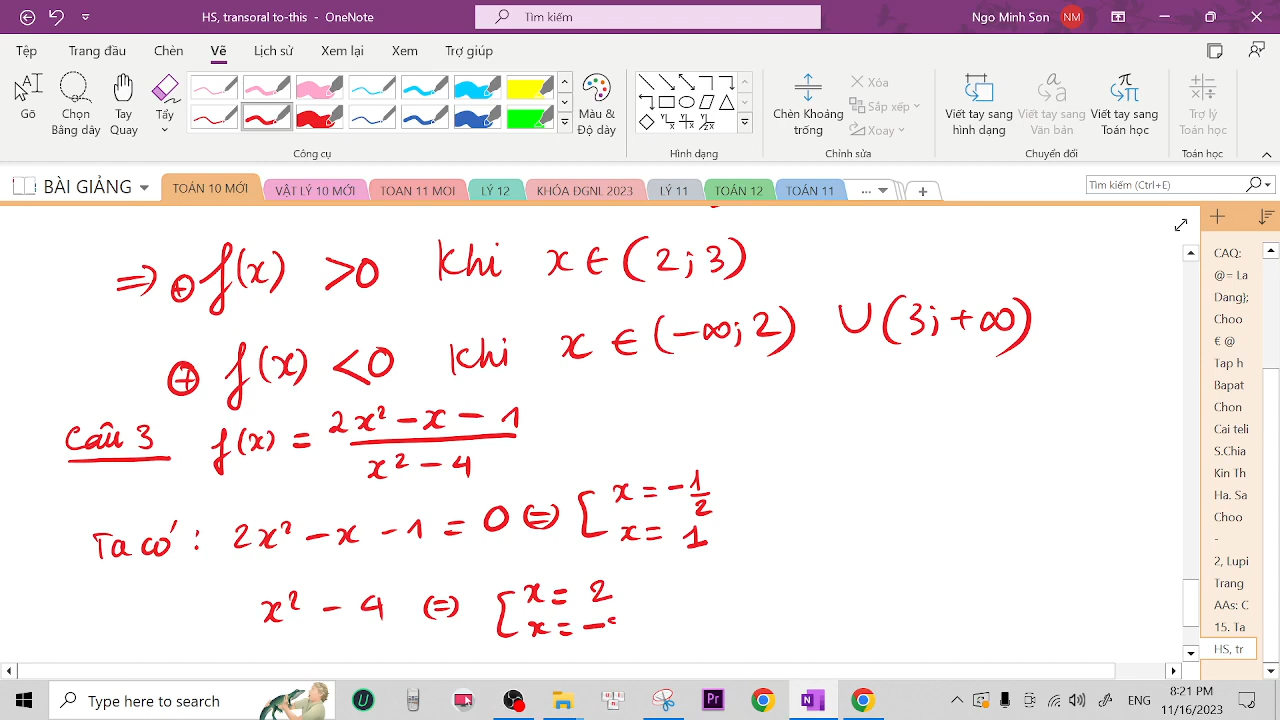 HS, transoral to-this - OneNote
Tìm kiếm
Ngo Minh Son NM
Tệp Trang đầu Chèn Vẽ Lịch sử Xem lại Xem Trợ giúp
Gõ
Chọn Bằng dây
Tay Quay
Tẩy
Màu & Độ dày
Chèn Khoảng trống
Xóa
Sắp xếp
Xoay
Viết tay sang hình dạng
Viết tay sang Văn bản
Viết tay sang Toán học
Trợ lý Toán học
Công cụ Hình dạng Chỉnh sửa Chuyển đổi Toán học
BÀI GIẢNG TOÁN 10 MỚI VẬT LÝ 10 MỚI TOAN 11 MOI LÝ 12 KHÓA ĐGNL 2023 LÝ 11 TOÁN 12 TOÁN 11 ... + Tìm kiếm (Ctrl+E)
⇒ ⊕ f(x) > 0 khi x ∈ (2; 3)
⊕ f(x) < 0 khi x ∈ (-∞; 2) ∪ (3; +∞)
Câu 3 f(x) = (2x² - x - 1)/(x² - 4)
Ta có: 2x² - x - 1 = 0 ⇔ [ x = -1/2
x = 1
x² - 4 ⇔ [ x = 2
x = -
CAQ:
@= La
Dang);
Choo
€ @
Tap h
Bapat
Chon
Cai teli
S.Chia
Kin Th
Ha. Sa
Choc
-
2, Lupi
Trang
AAs: C
15. Ta
HS, tr
Type here to search
Pr
N
ENG
8:21 PM
11/16/2023